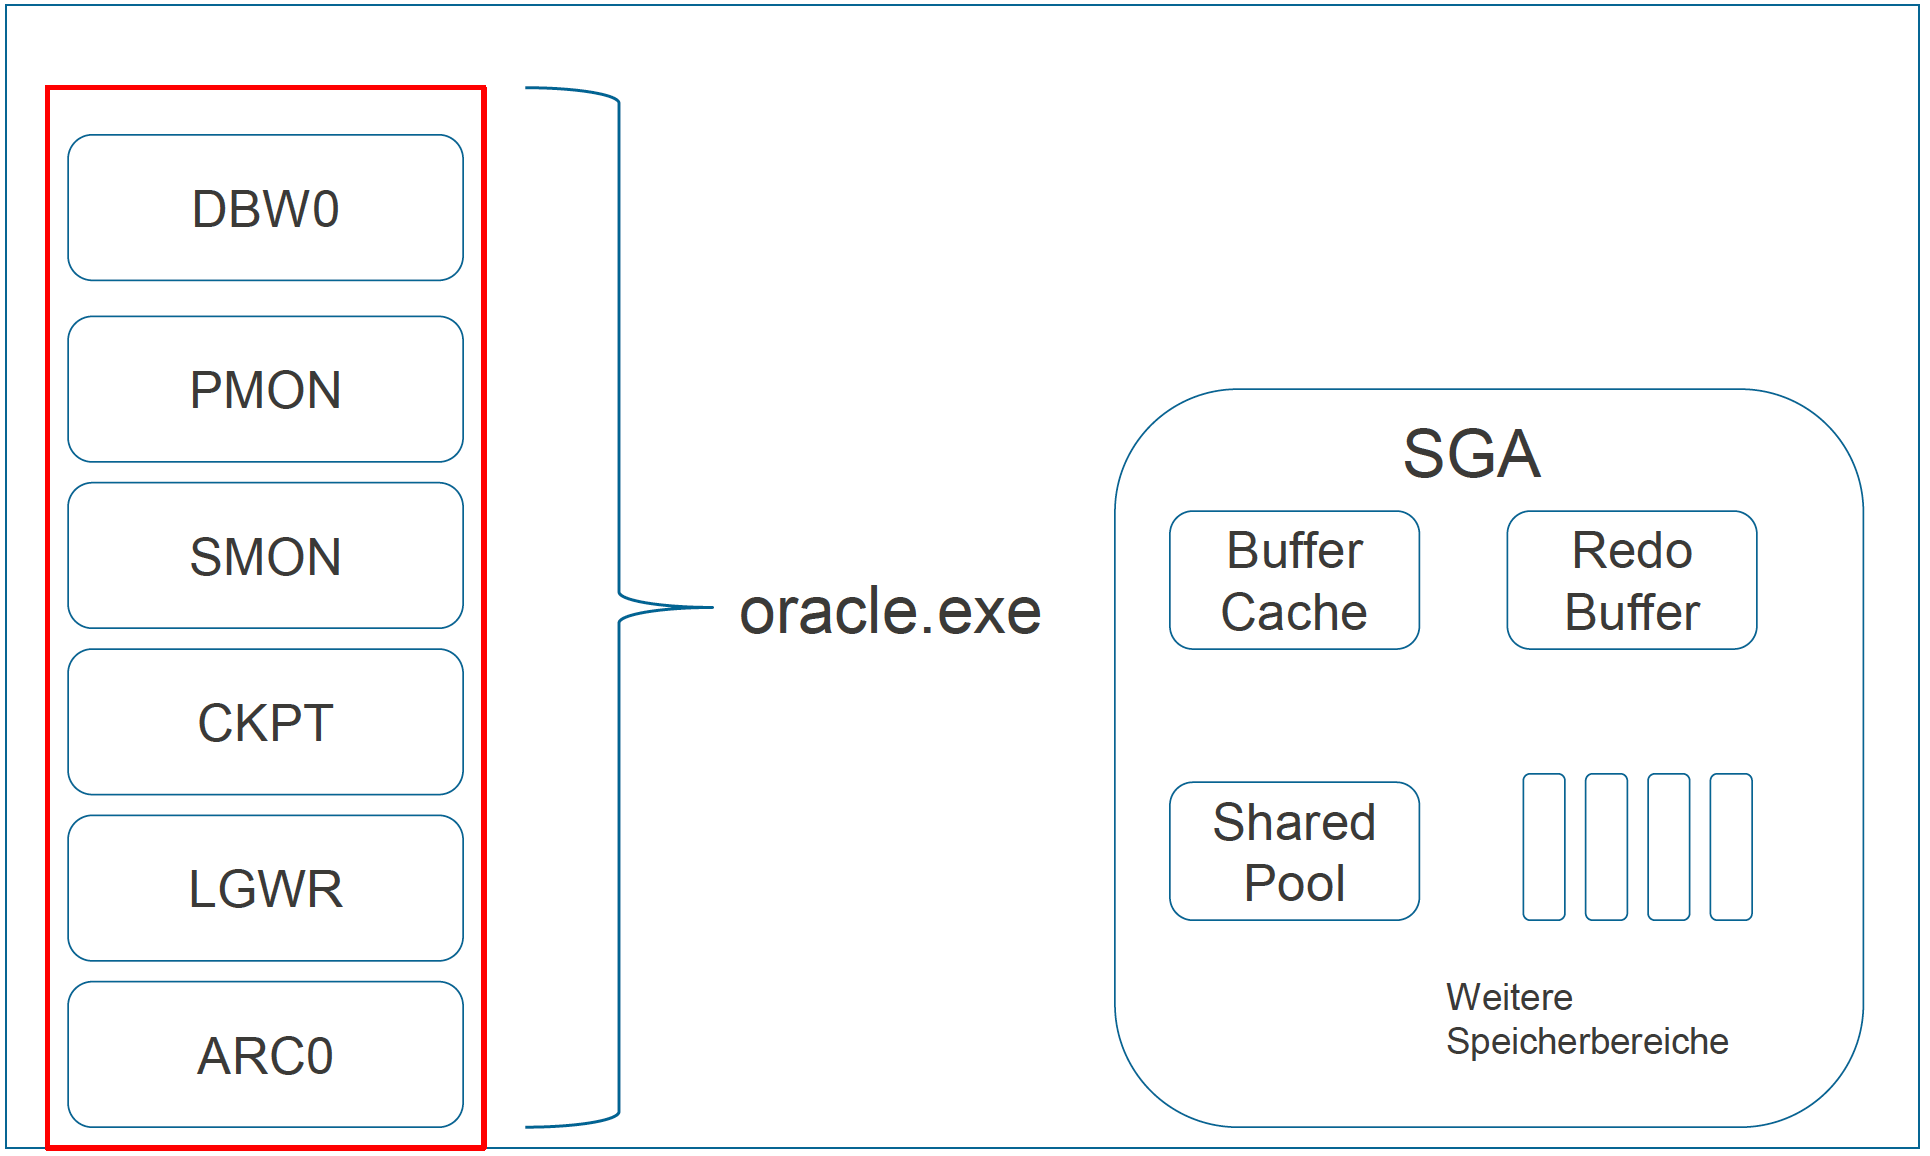 DBW0
PMON
SMON
CKPT
LGWR
ARC0
oracle.exe
SGA
Buffer
Cache
Redo
Buffer
Shared
Pool
Weitere
Speicherbereiche